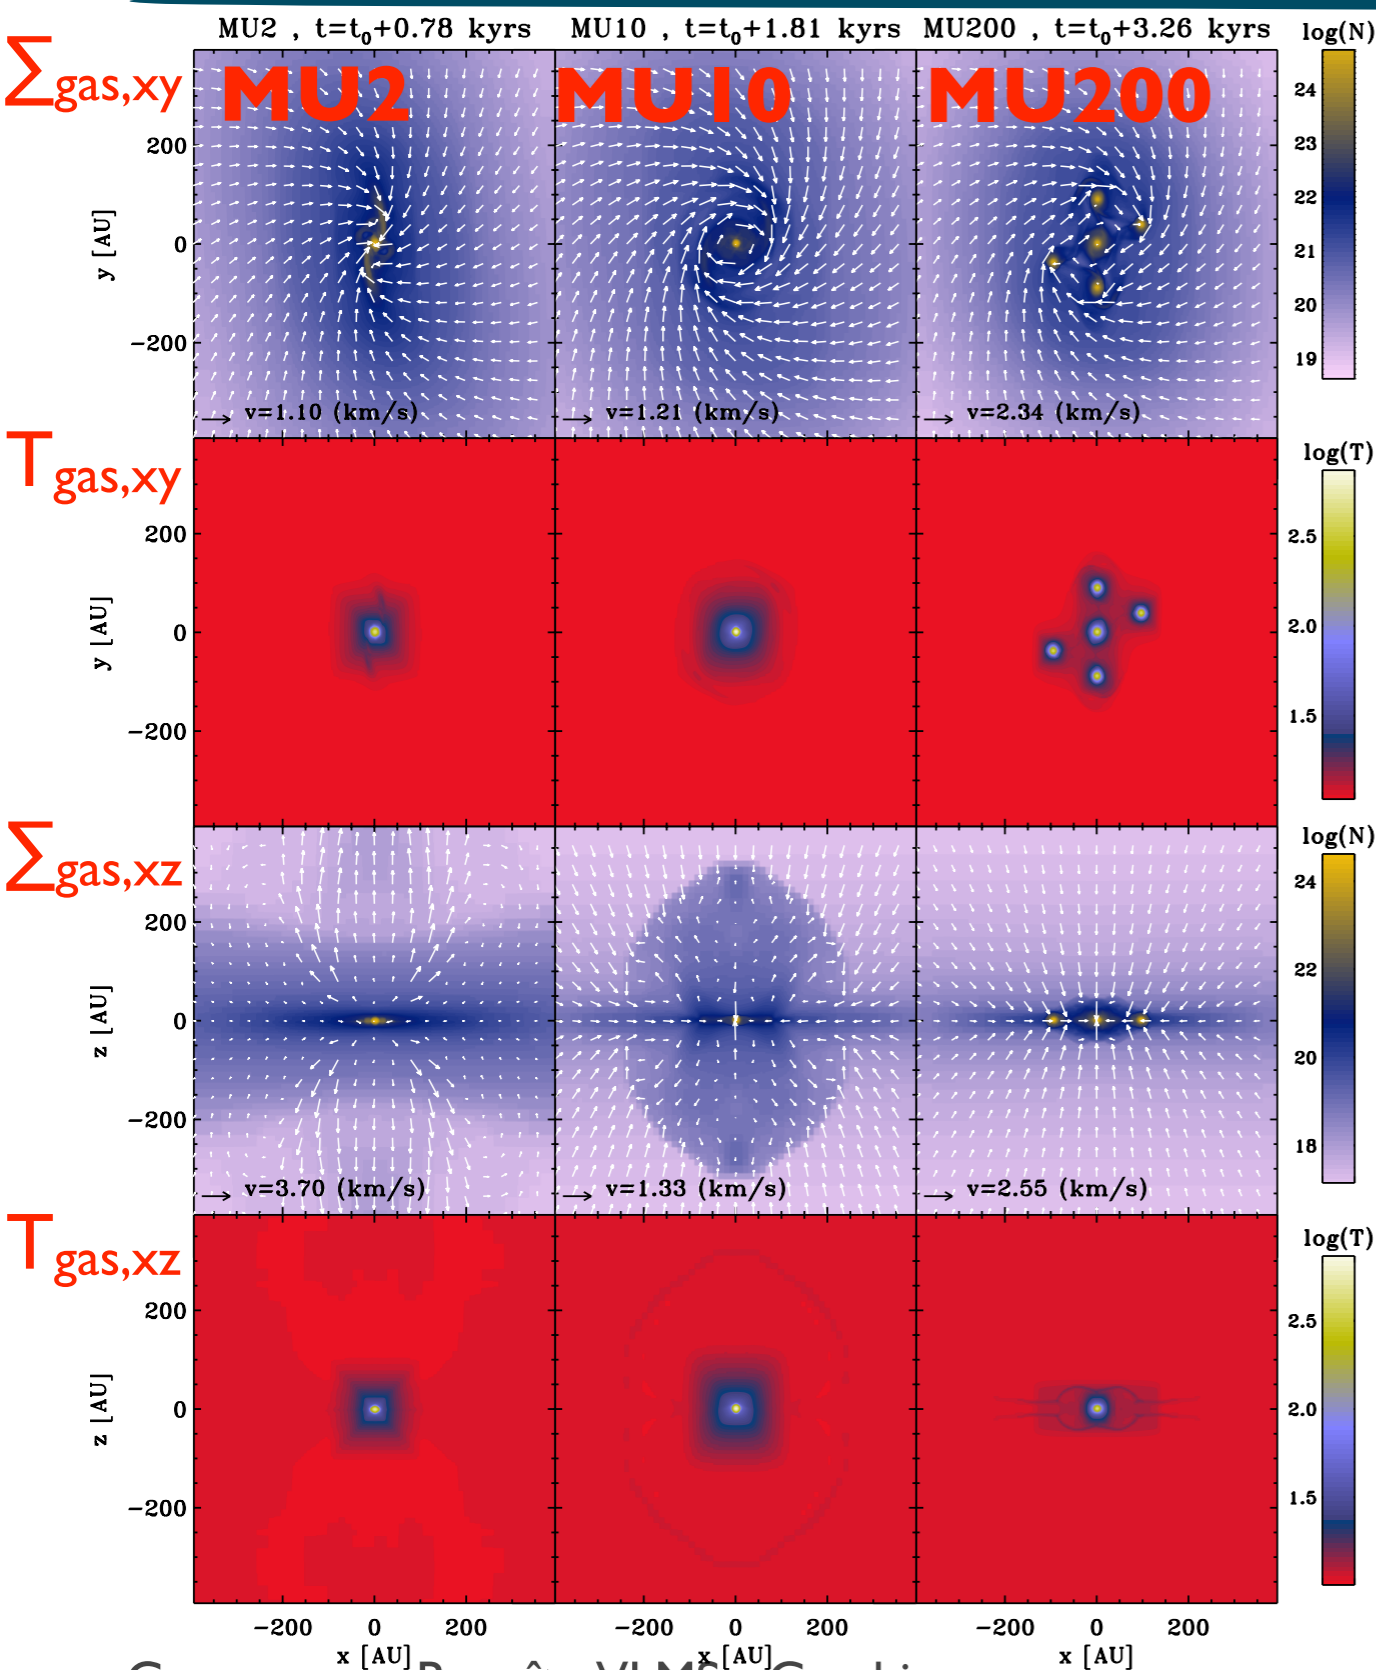 MU2 , t=t₀+0.78 kyrs MU10 , t=t₀+1.81 kyrs MU200 , t=t₀+3.26 kyrs log(N)
Σgas,xy MU2 MU10 MU200
24
23
22
21
20
19
200
0
−200
y [AU]
v=1.10 (km/s) v=1.21 (km/s) v=2.34 (km/s)
Tgas,xy log(T)
2.5
2.0
1.5
200
0
−200
y [AU]
Σgas,xz log(N)
24
22
20
18
200
0
−200
z [AU]
v=3.70 (km/s) v=1.33 (km/s) v=2.55 (km/s)
Tgas,xz log(T)
2.5
2.0
1.5
200
0
−200
z [AU]
−200 0 200 −200 0 200 −200 0 200
x [AU] x [AU] x [AU]